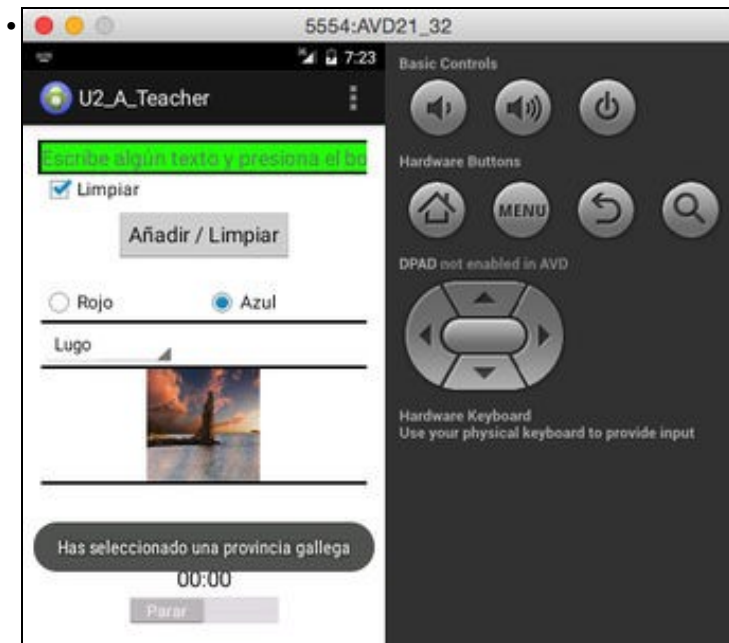 5554:AVD21_32
7:23
U2_A_Teacher
Escribe algún texto y presiona el bo
Limpiar
Añadir / Limpiar
Rojo
Azul
Lugo
Has seleccionado una provincia gallega
00:00
Parar
Basic Controls
Hardware Buttons
MENU
DPAD not enabled in AVD
Hardware Keyboard
Use your physical keyboard to provide input